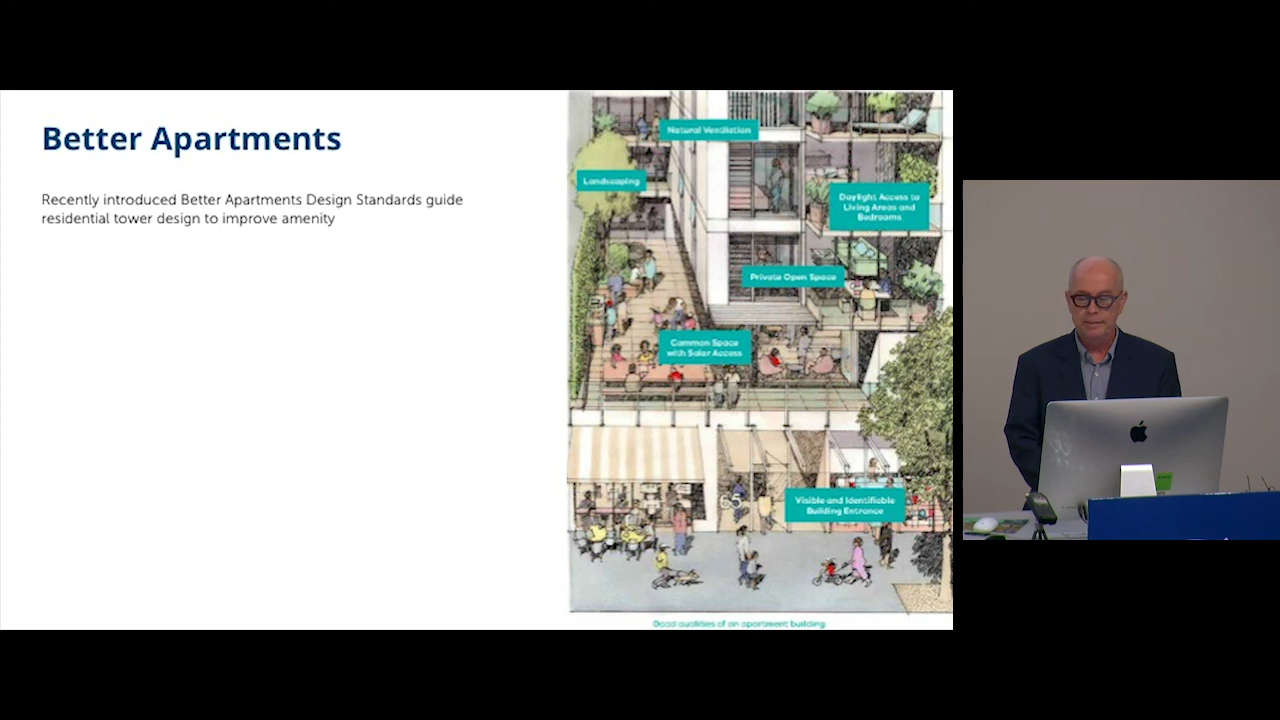 Better Apartments
Recently introduced Better Apartments Design Standards guide
residential tower design to improve amenity
Natural Ventilation
Landscaping
Daylight Access to
Living Areas and
Bedrooms
Private Open Space
Common Space
with Solar Access
65
Visible and Identifiable
Building Entrance
Good qualities of an apartment building